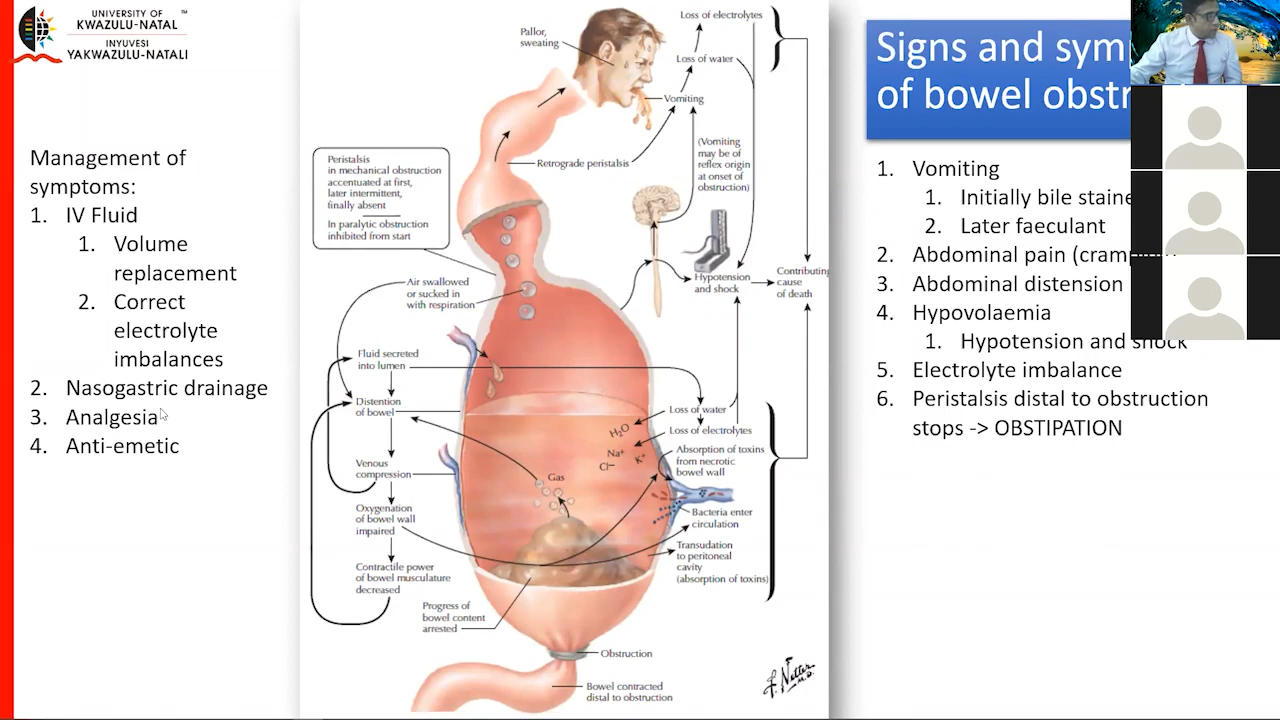 UNIVERSITY OF ™
KWAZULU-NATAL
INYUVESI
YAKWAZULU-NATALI
Management of
symptoms:
1. IV Fluid
1. Volume
replacement
2. Correct
electrolyte
imbalances
2. Nasogastric drainage
3. Analgesia
4. Anti-emetic
Pallor,
sweating
Loss of electrolytes
Loss of water
Vomiting
(Vomiting
may be of
reflex origin
at onset of
obstruction)
Retrograde peristalsis
Peristalsis
in mechanical obstruction
accentuated at first,
later intermittent,
finally absent
In paralytic obstruction
inhibited from start
Air swallowed
or sucked in
with respiration
Hypotension
and shock
Contributing
cause
of death
Fluid secreted
into lumen
Distention
of bowel
Venous
compression
Oxygenation
of bowel wall
impaired
Contractile power
of bowel musculature
decreased
Progress of
bowel content
arrested
Loss of water
Loss of electrolytes
H₂O
Na⁺
K⁺
Cl⁻
Gas
Absorption of toxins
from necrotic
bowel wall
Bacteria enter
circulation
Transudation
to peritoneal
cavity
(absorption of toxins)
Obstruction
Bowel contracted
distal to obstruction
F. Netter
M.D.
Signs and
of bowel
1. Vomiting
1. Initially bile
2. Later faeculant
2. Abdominal pain
3. Abdominal distension
4. Hypovolaemia
1. Hypotension and shock
5. Electrolyte imbalance
6. Peristalsis distal to obstruction
stops -> OBSTIPATION